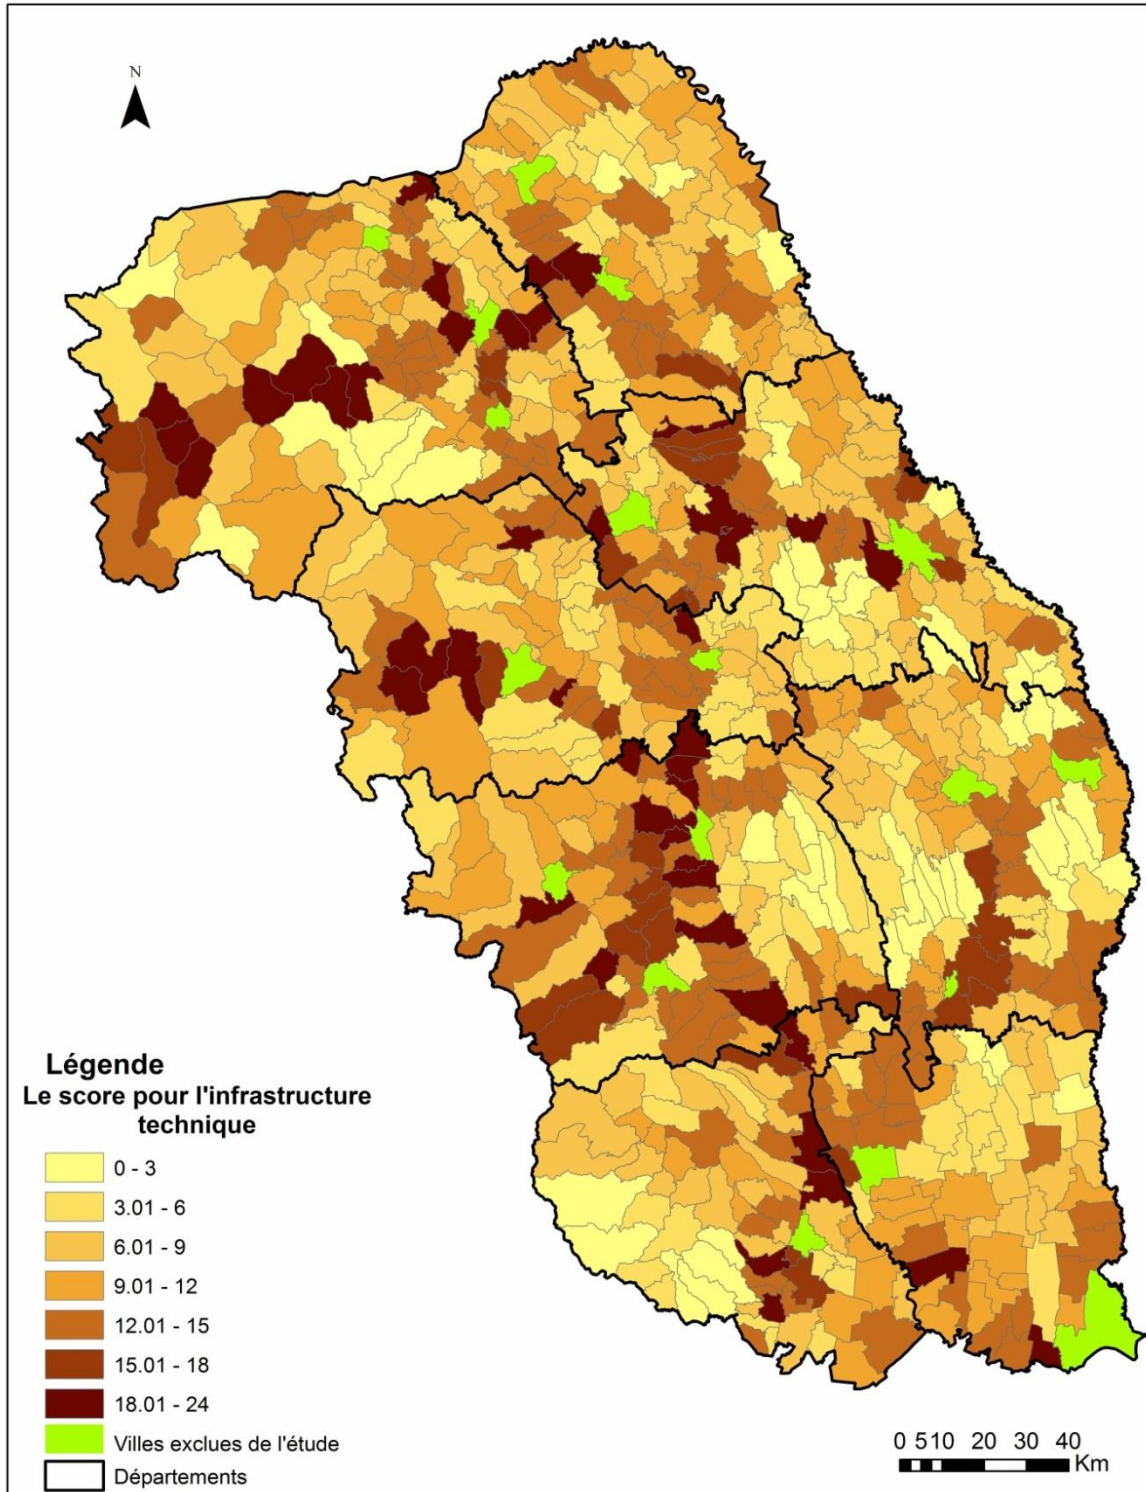 N
Légende
Le score pour l'infrastructure
technique
0 - 3
3.01 - 6
6.01 - 9
9.01 - 12
12.01 - 15
15.01 - 18
18.01 - 24
Villes exclues de l'étude
Départements
0 5 10 20 30 40
Km